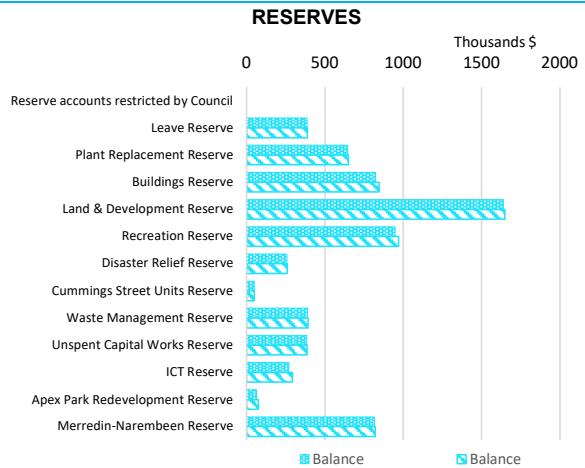 RESERVES
Thousands $
0 500 1000 1500 2000
Reserve accounts restricted by Council
Leave Reserve
Plant Replacement Reserve
Buildings Reserve
Land & Development Reserve
Recreation Reserve
Disaster Relief Reserve
Cummings Street Units Reserve
Waste Management Reserve
Unspent Capital Works Reserve
ICT Reserve
Apex Park Redevelopment Reserve
Merredin-Narembeen Reserve
Balance Balance